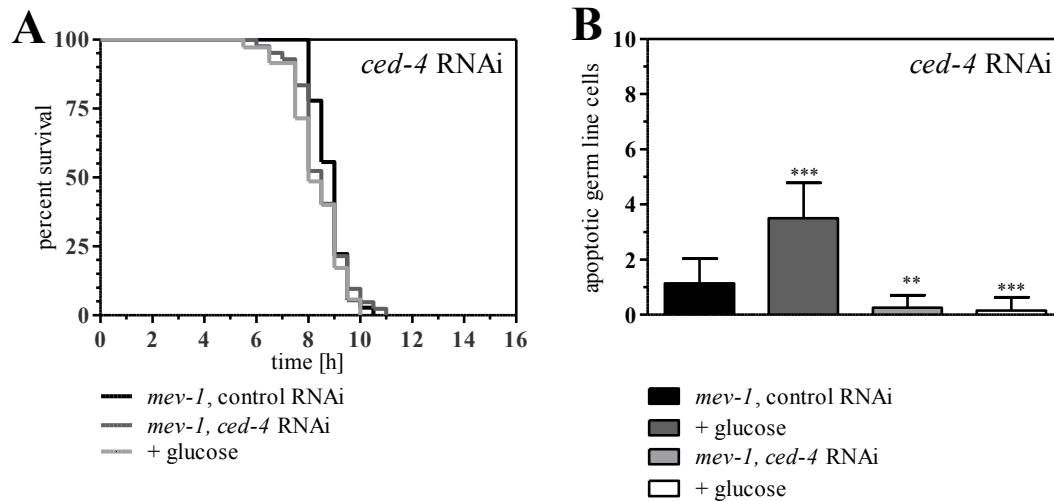 A
ced-4 RNAi
percent survival
100
75
50
25
0
0 2 4 6 8 10 12 14 16
time [h]
mev-1, control RNAi
mev-1, ced-4 RNAi
+ glucose
B
ced-4 RNAi
apoptotic germ line cells
10
8
6
4
2
0
***
**
***
mev-1, control RNAi
+ glucose
mev-1, ced-4 RNAi
+ glucose